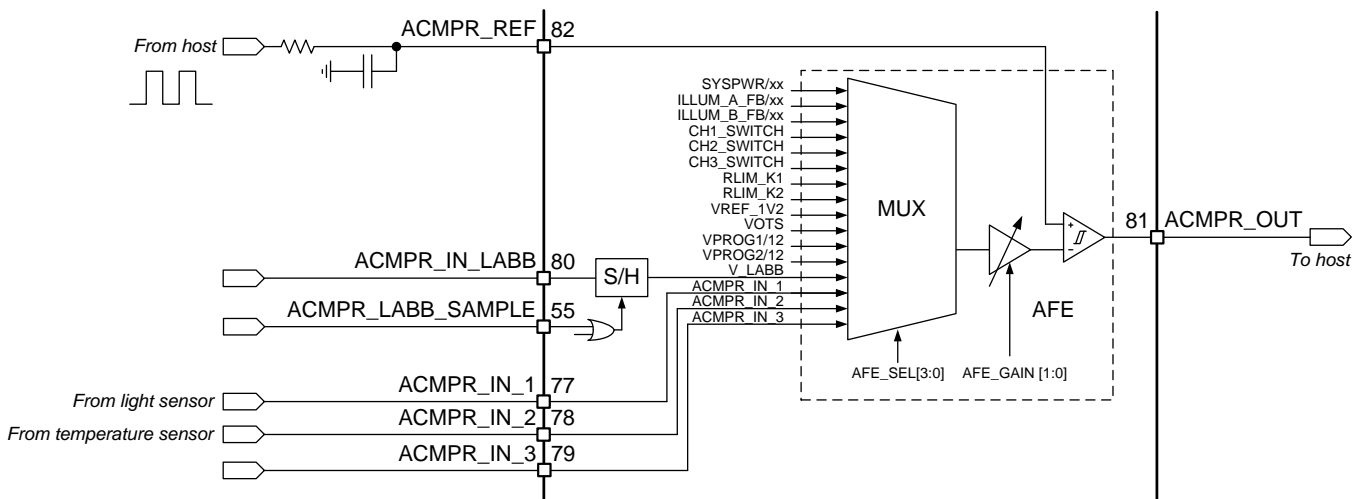 From host
ACMPR_REF 82
SYSPWR/xx
ILLUM_A_FB/xx
ILLUM_B_FB/xx
CH1_SWITCH
CH2_SWITCH
CH3_SWITCH
RLIM_K1
RLIM_K2
VREF_1V2
VOTS
VPROG1/12
VPROG2/12
V_LABB
ACMPR_IN_1
ACMPR_IN_2
ACMPR_IN_3
MUX
+
–
81 ACMPR_OUT
To host
AFE
AFE_SEL[3:0] AFE_GAIN [1:0]
ACMPR_IN_LABB 80
S/H
ACMPR_LABB_SAMPLE 55
From light sensor ACMPR_IN_1 77
From temperature sensor ACMPR_IN_2 78
ACMPR_IN_3 79